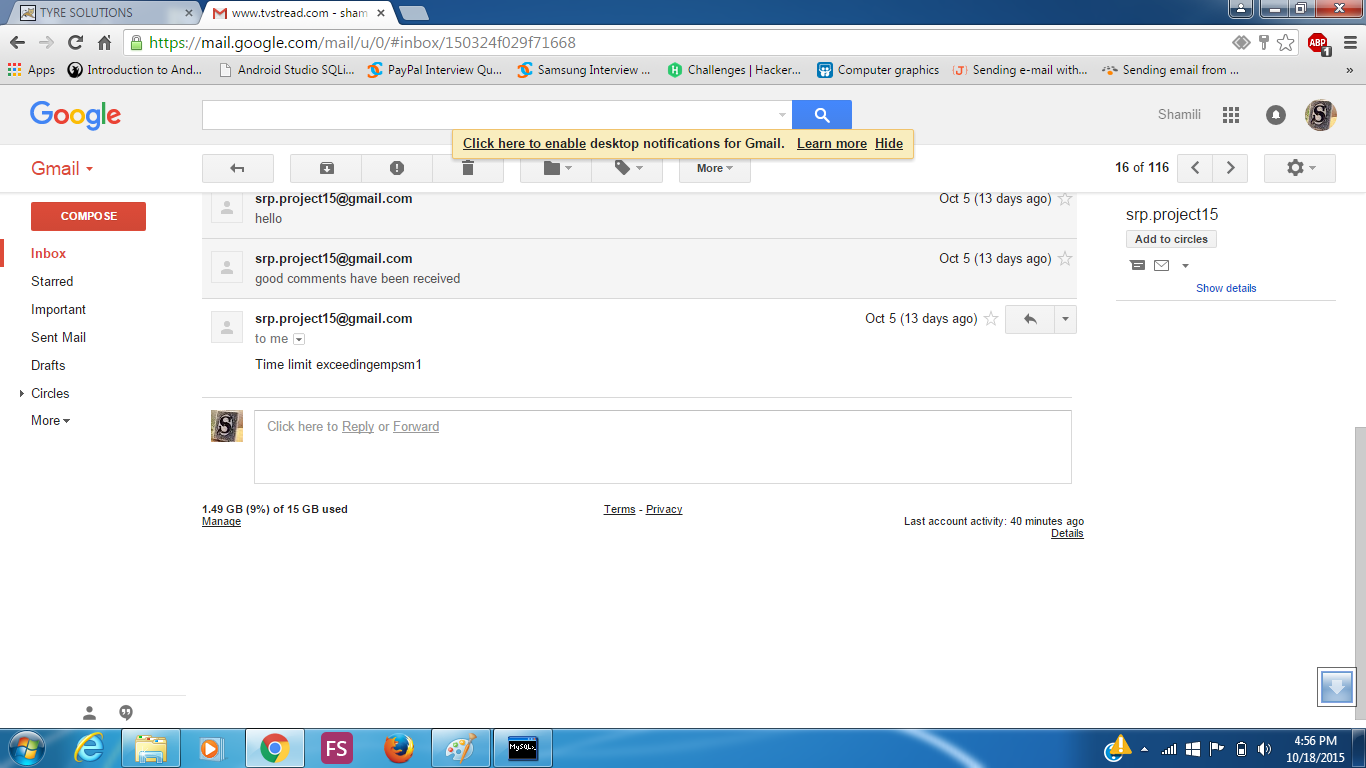 TYRE SOLUTIONS
www.tvstread.com - sham
https://mail.google.com/mail/u/0/#inbox/150324f029f71668
ABP 1
Apps Introduction to And... Android Studio SQLi... PayPal Interview Qu... Samsung Interview ... Challenges | Hacker... Computer graphics Sending e-mail with... Sending email from ... »
Google
Shamili
Click here to enable desktop notifications for Gmail. Learn more Hide
Gmail
More
16 of 116
COMPOSE
Inbox
Starred
Important
Sent Mail
Drafts
Circles
More
srp.project15@gmail.com Oct 5 (13 days ago)
hello
srp.project15@gmail.com Oct 5 (13 days ago)
good comments have been received
srp.project15@gmail.com Oct 5 (13 days ago)
to me
Time limit exceedingempsm1
S
Click here to Reply or Forward
srp.project15
Add to circles
Show details
1.49 GB (9%) of 15 GB used
Manage
Terms - Privacy
Last account activity: 40 minutes ago
Details
FS
MySQL
4:56 PM
10/18/2015